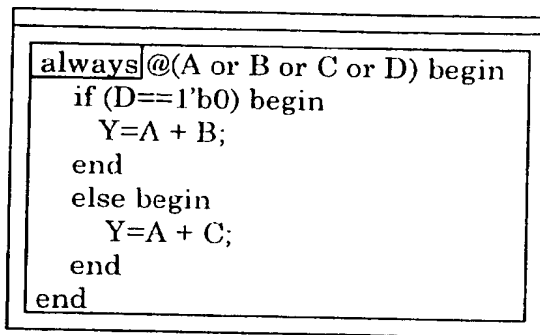 always @(A or B or C or D) begin
if (D==1'b0) begin
Y=A + B;
end
else begin
Y=A + C;
end
end